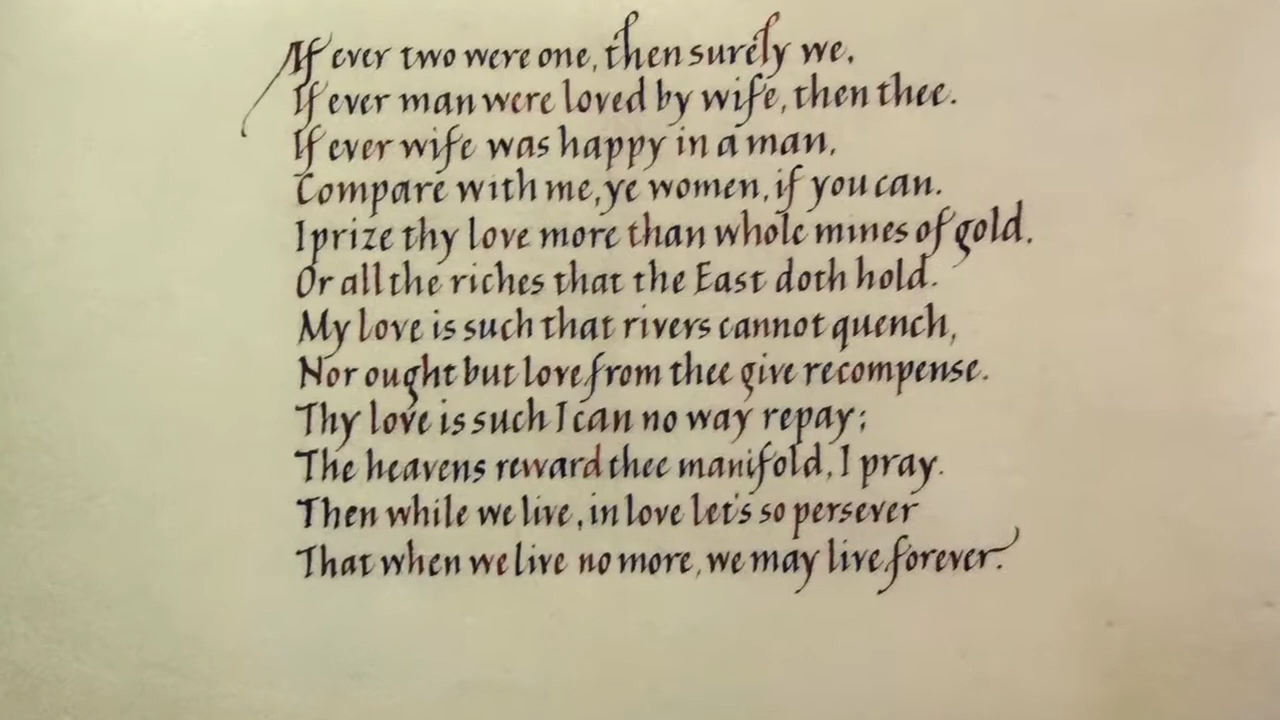 If ever two were one, then surely we.
If ever man were loved by wife, then thee.
If ever wife was happy in a man,
Compare with me, ye women, if you can.
I prize thy love more than whole mines of gold.
Or all the riches that the East doth hold.
My love is such that rivers cannot quench,
Nor ought but love from thee give recompense.
Thy love is such I can no way repay;
The heavens reward thee manifold, I pray.
Then while we live, in love let's so persever
That when we live no more, we may live forever.